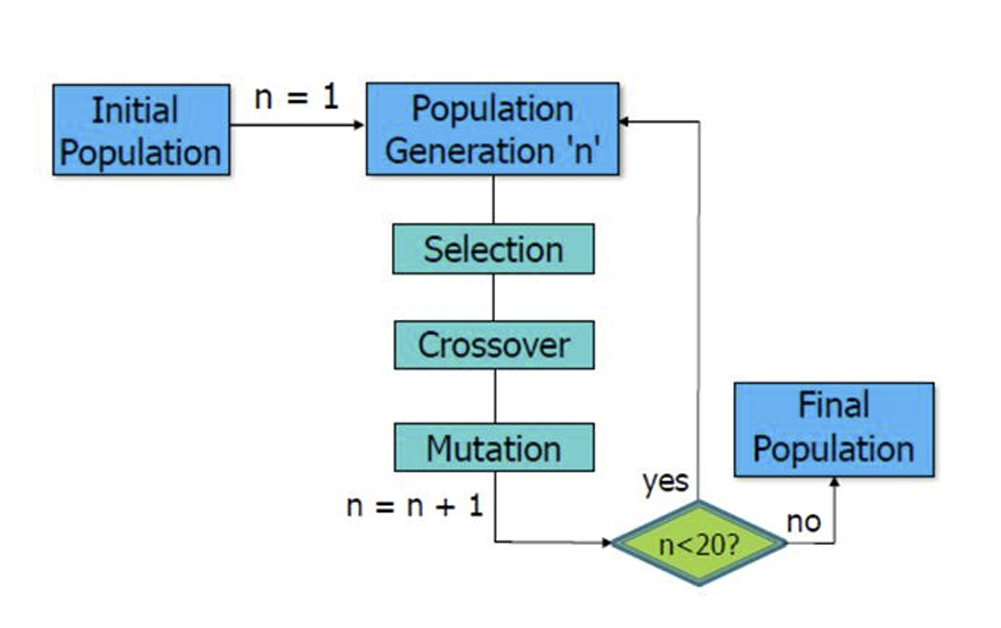 Initial
Population
n = 1
Population
Generation 'n'
Selection
Crossover
Mutation
n = n + 1
n<20?
yes
no
Final
Population